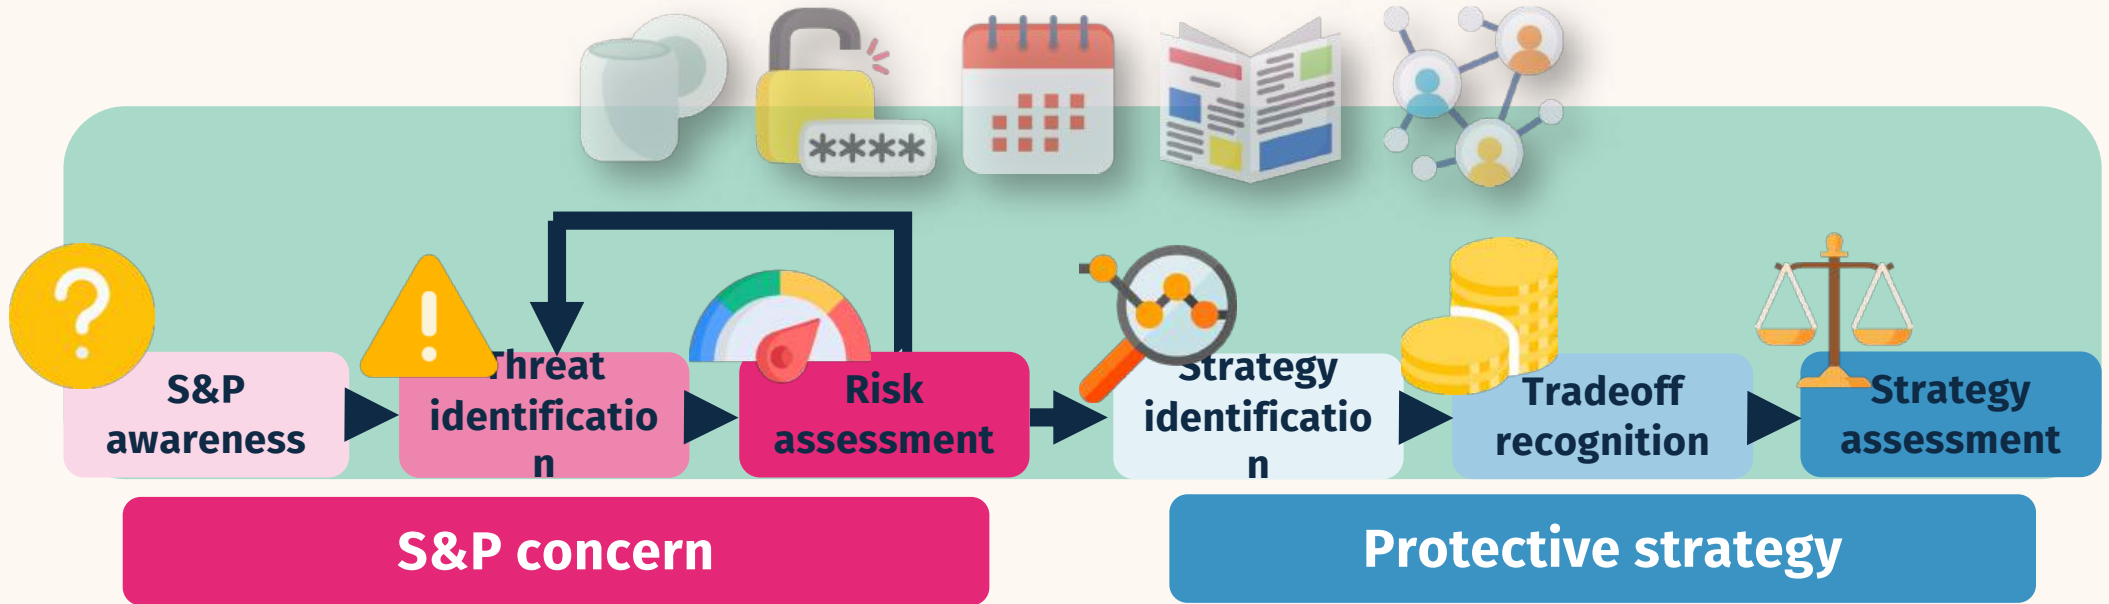 ****
S&P
awareness
Threat
identificatio
n
Risk
assessment
Strategy
identificatio
n
Tradeoff
recognition
Strategy
assessment
S&P concern
Protective strategy